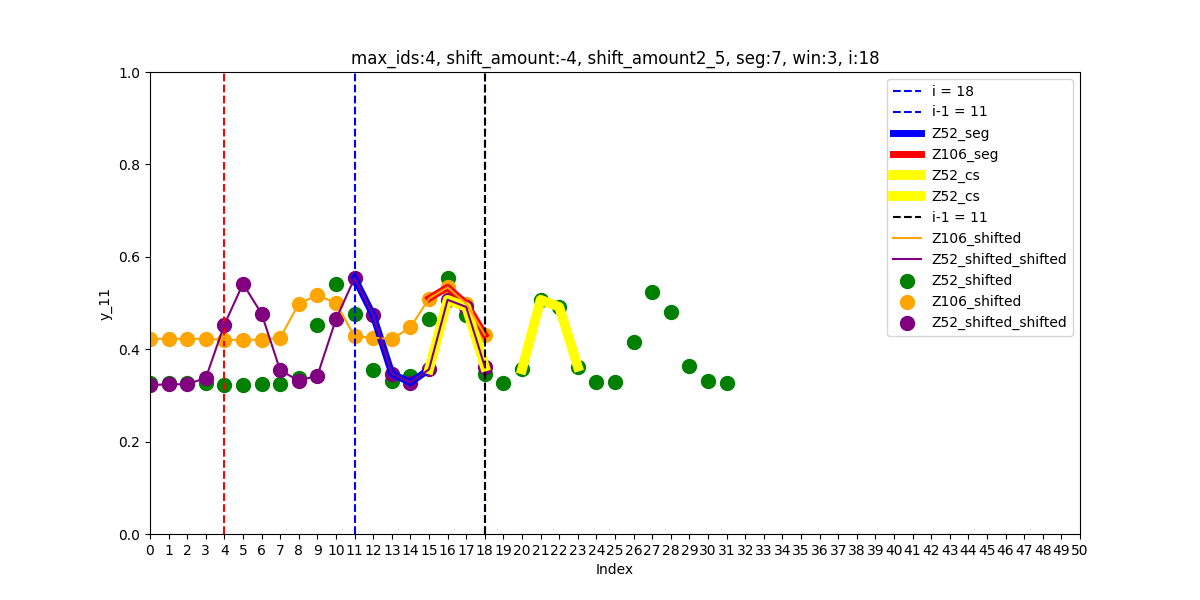 max_ids:4, shift_amount:-4, shift_amount2_5, seg:7, win:3, i:18
1.0
0.8
0.6
0.4
0.2
0.0
y_11
i = 18
i-1 = 11
Z52_seg
Z106_seg
Z52_cs
Z52_cs
i-1 = 11
Z106_shifted
Z52_shifted_shifted
Z52_shifted
Z106_shifted
Z52_shifted_shifted
0 1 2 3 4 5 6 7 8 9 10 11 12 13 14 15 16 17 18 19 20 21 22 23 24 25 26 27 28 29 30 31 32 33 34 35 36 37 38 39 40 41 42 43 44 45 46 47 48 49 50
Index